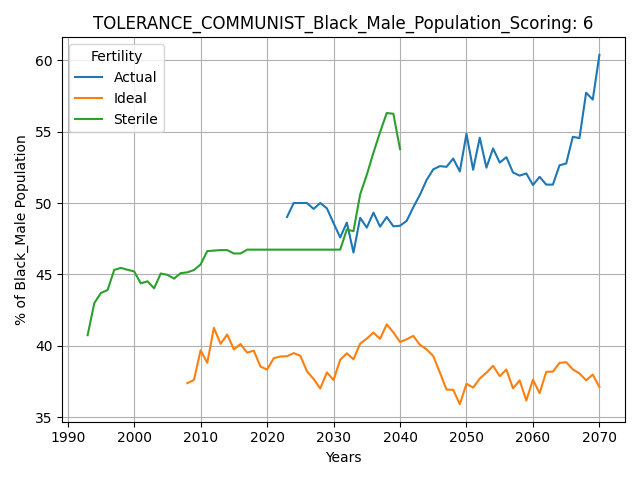 TOLERANCE_COMMUNIST_Black_Male_Population_Scoring: 6
Fertility
Actual
Ideal
Sterile
% of Black_Male Population
60
55
50
45
40
35
1990
2000
2010
2020
2030
2040
2050
2060
2070
Years